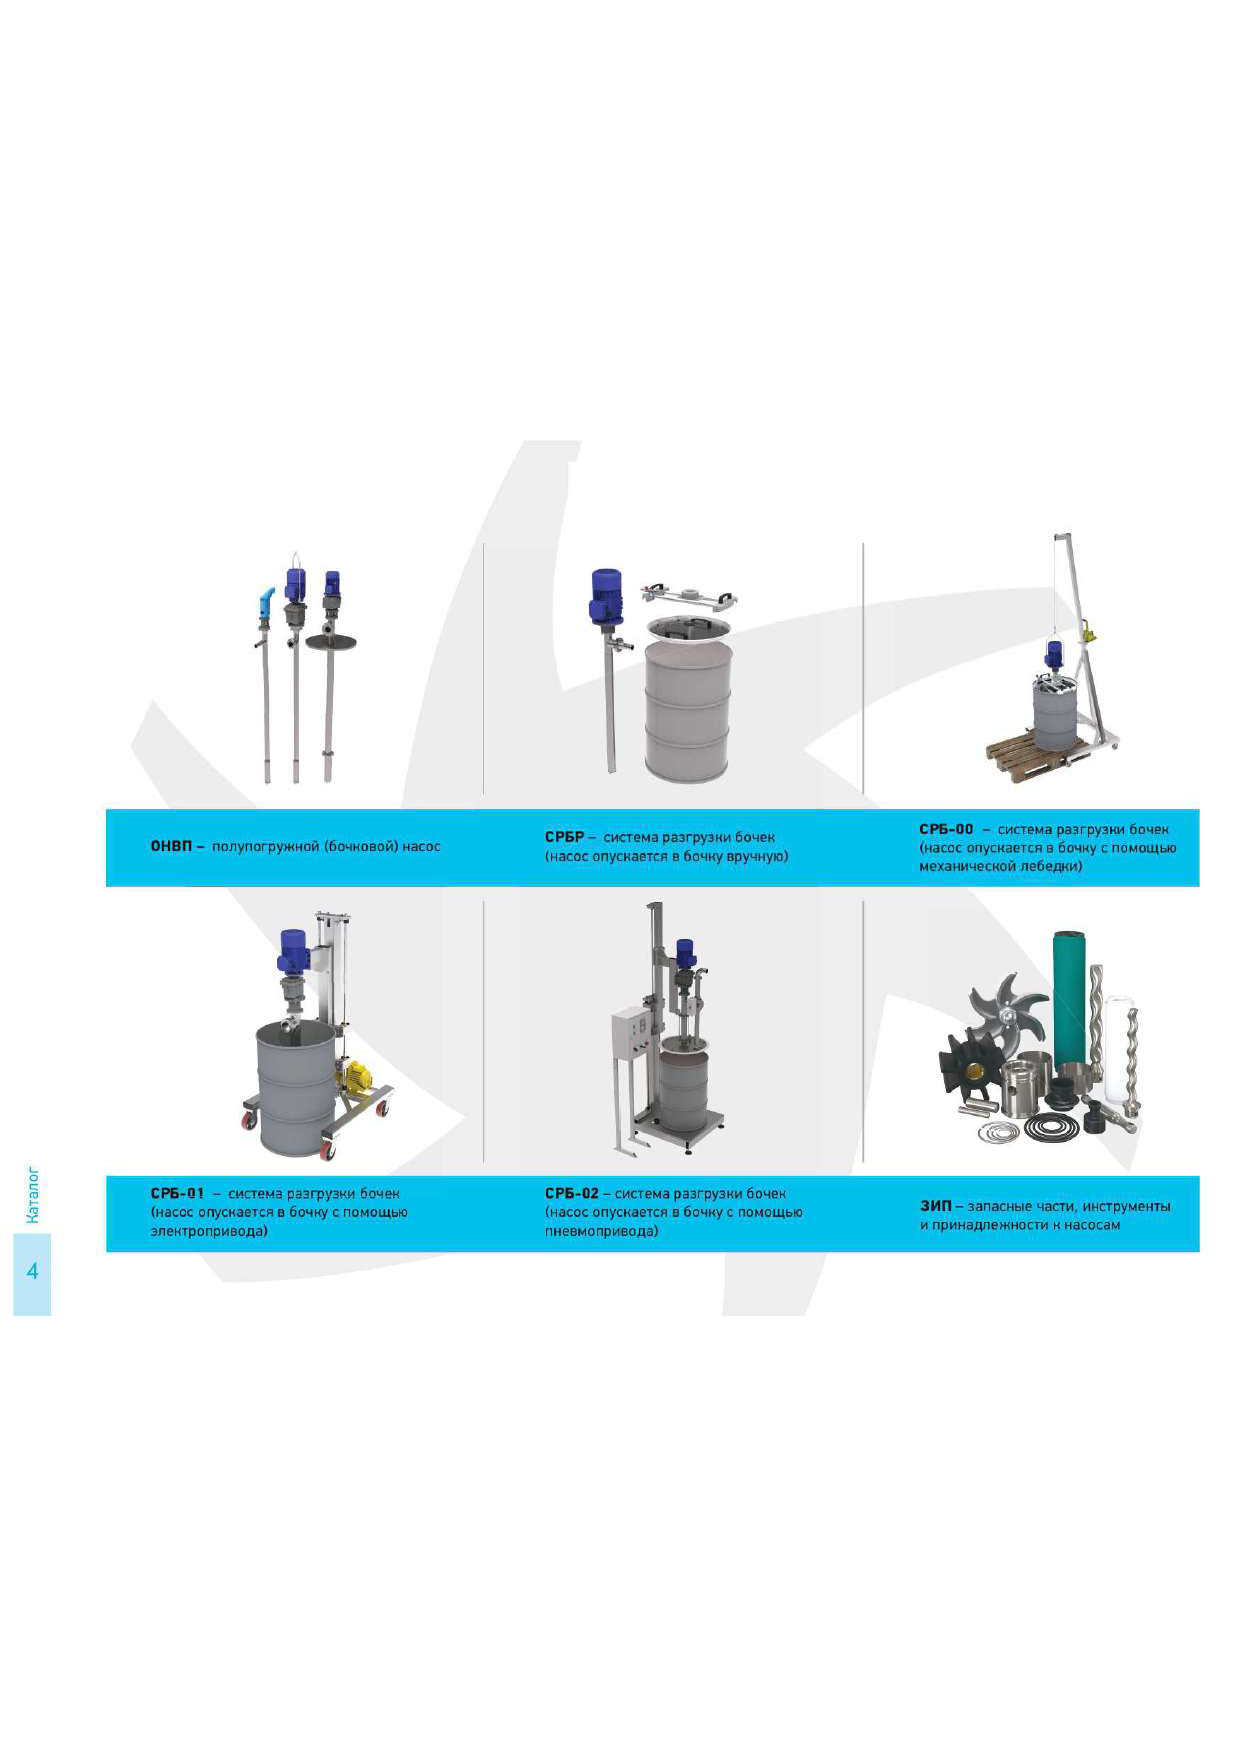 ОНВП – полупогружной (бочковой) насос
СРБР – система разгрузки бочек
(насос опускается в бочку вручную)
СРБ-00 – система разгрузки бочек
(насос опускается в бочку с помощью
механической лебедки)
СРБ-01 – система разгрузки бочек
(насос опускается в бочку с помощью
электропривода)
СРБ-02 – система разгрузки бочек
(насос опускается в бочку с помощью
пневмопривода)
ЗИП – запасные части, инструменты
и принадлежности к насосам
Каталог
4